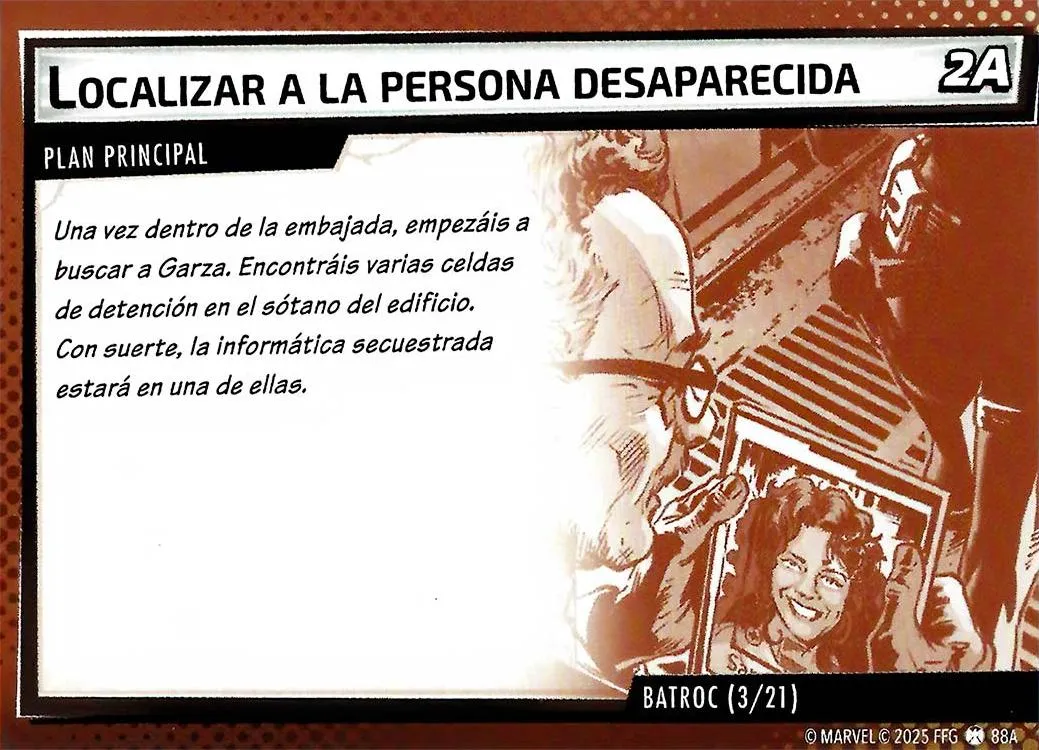 LOCALIZAR A LA PERSONA DESAPARECIDA
2A
PLAN PRINCIPAL
Una vez dentro de la embajada, empezáis a
buscar a Garza. Encontráis varias celdas
de detención en el sótano del edificio.
Con suerte, la informática secuestrada
estará en una de ellas.
BATROC (3/21)
© MARVEL © 2025 FFG 88A